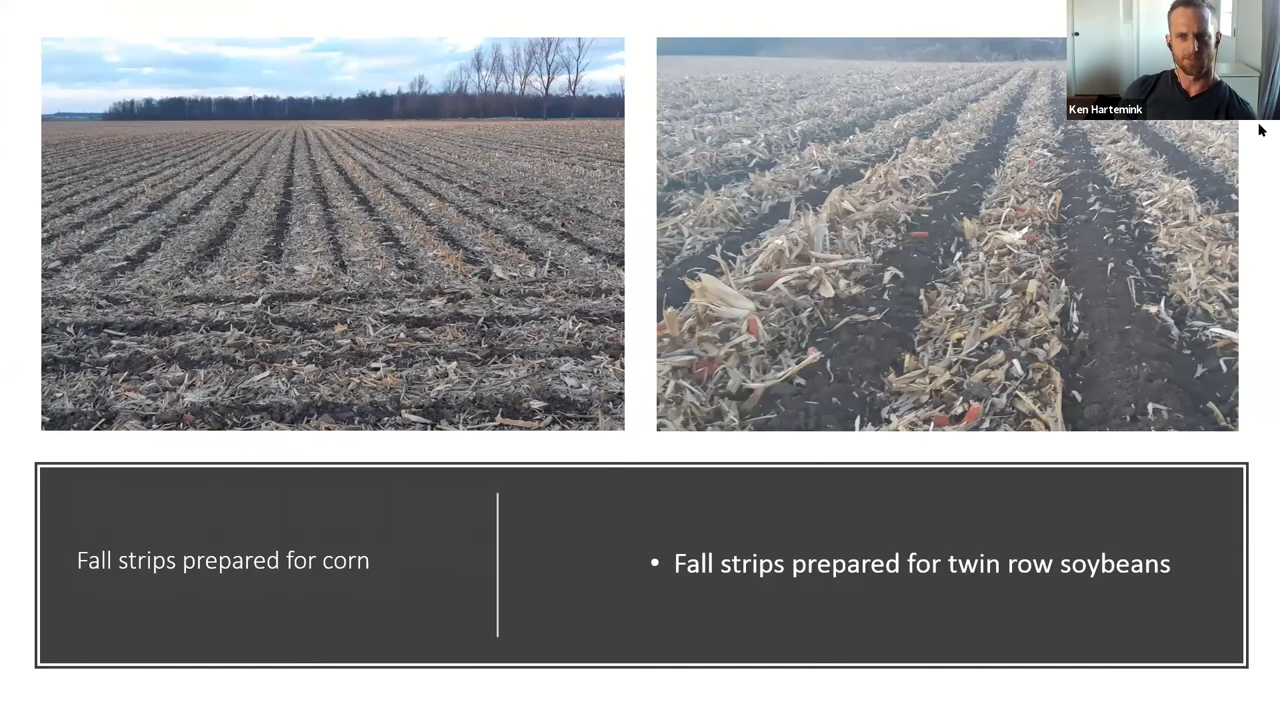 Ken Hartemink
Fall strips prepared for corn
• Fall strips prepared for twin row soybeans